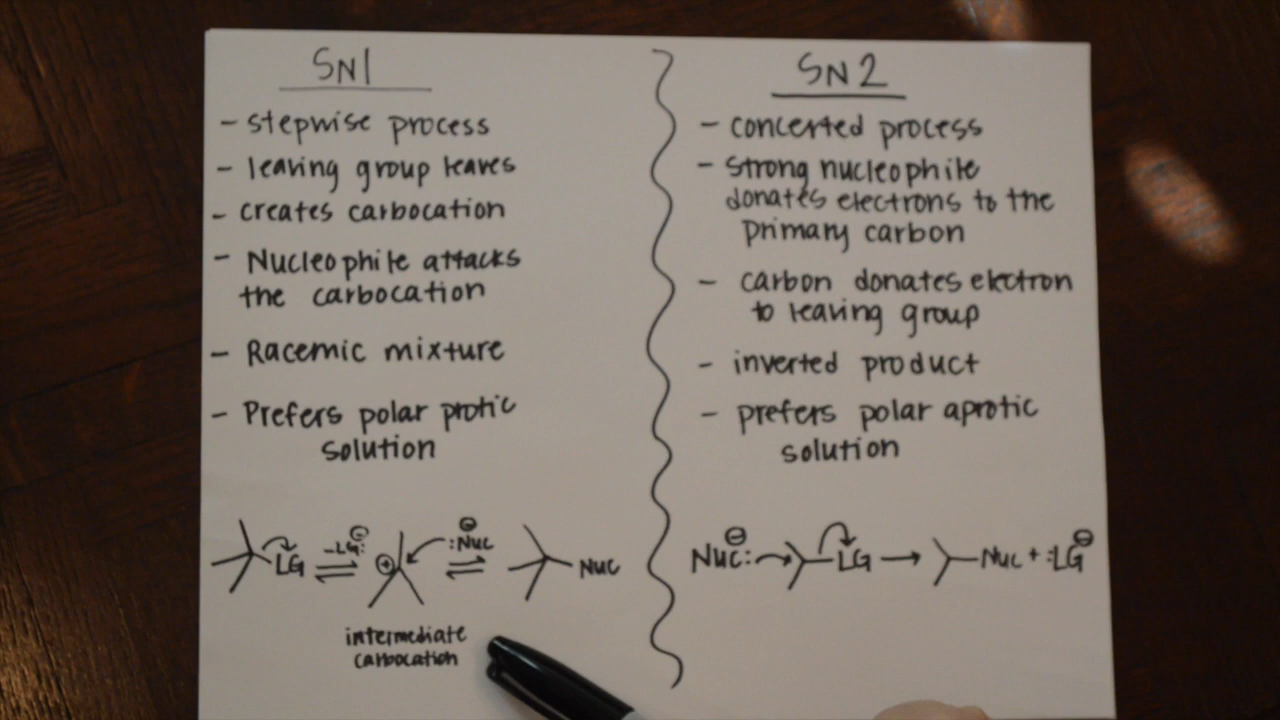 SN1
- stepwise process
- leaving group leaves
- creates carbocation
- Nucleophile attacks
the carbocation
- Racemic mixture
- Prefers polar protic
solution
LG ⇌ -LG:⊖ ⊕ ⊖:Nuc ⇌ Nuc
intermediate
carbocation
SN2
- concerted process
- strong nucleophile
donates electrons to the
primary carbon
- carbon donates electron
to leaving group
- inverted product
- prefers polar aprotic
solution
Nuc:⊖ LG → Nuc + :LG⊖